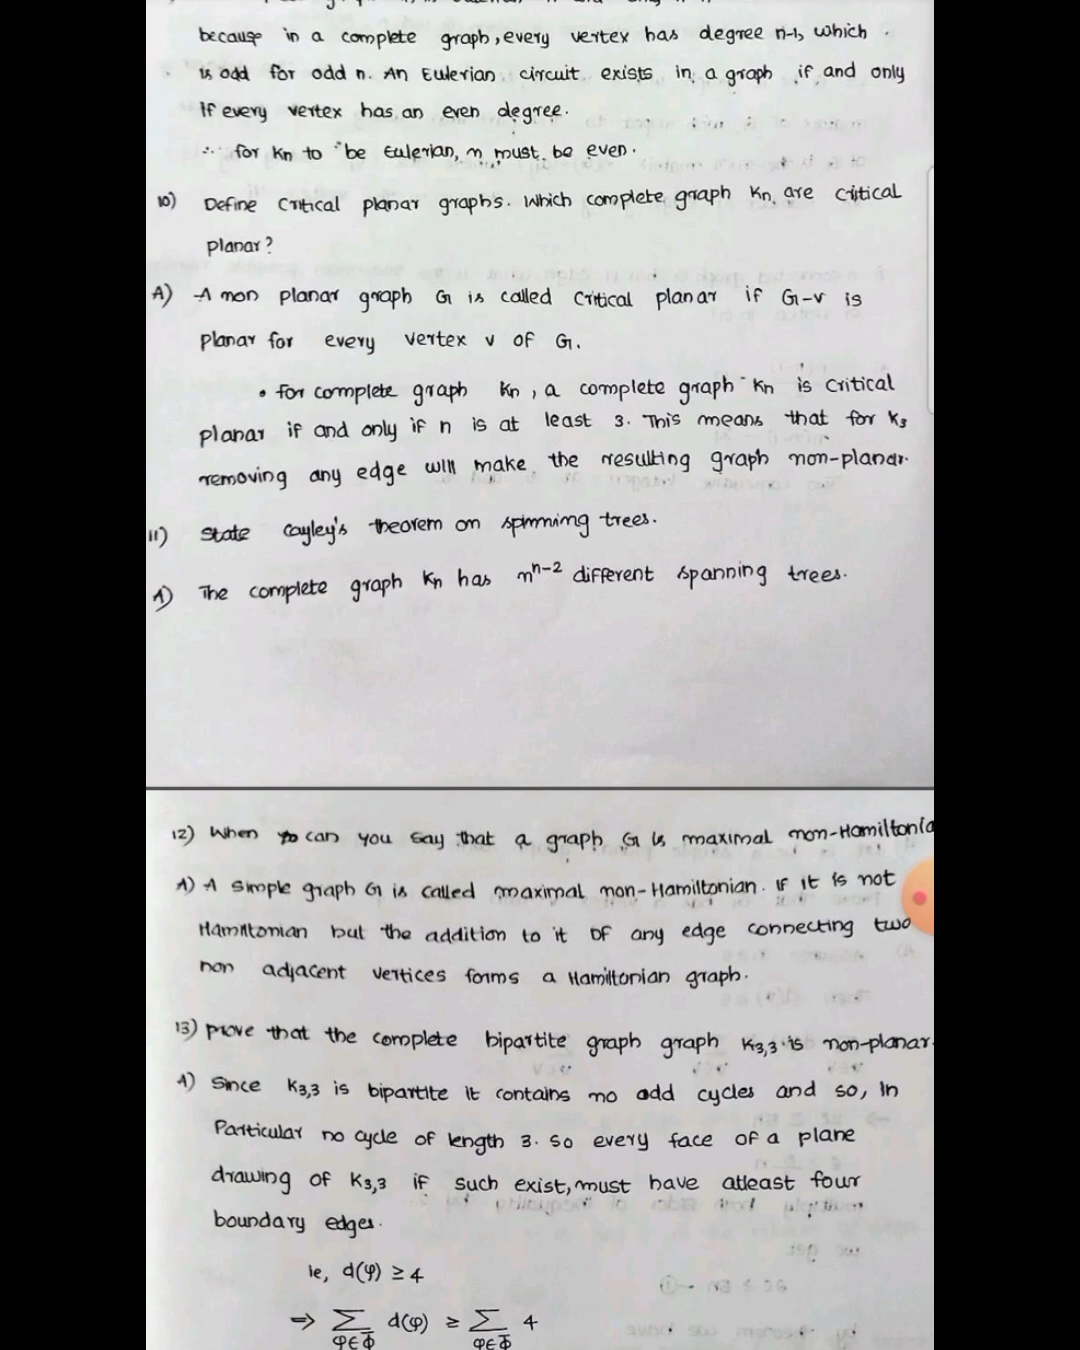 because in a complete graph, every vertex has degree n-1, which
is odd for odd n. An Eulerian circuit exists in a graph if and only
if every vertex has an even degree.
∴ for Kn to be Eulerian, n must be even.
10) Define Critical planar graphs. Which complete graph Kn are critical
planar?
A) A non planar graph G is called Critical planar if G-v is
planar for every vertex v of G.
• for complete graph Kn, a complete graph Kn is critical
planar if and only if n is at least 3. This means that for K3
removing any edge will make the resulting graph non-planar.
11) State Cayley's theorem on spinning trees.
A) The complete graph Kn has n^{n-2} different spanning trees.
12) When can you say that a graph G is maximal non-Hamiltonia
A) A simple graph G is called maximal non-Hamiltonian. If it is not
Hamiltonian but the addition to it of any edge connecting two
non adjacent vertices forms a Hamiltonian graph.
13) prove that the complete bipartite graph graph K3,3 is non-planar.
A) Since K3,3 is bipartite it contains no odd cycles and so, in
Particular no cycle of length 3. So every face of a plane
drawing of K3,3 if such exist, must have atleast four
boundary edges.
ie, d(φ) ≥ 4
⇒ Σ_{φ∈Φ} d(φ) ≥ Σ_{φ∈Φ} 4